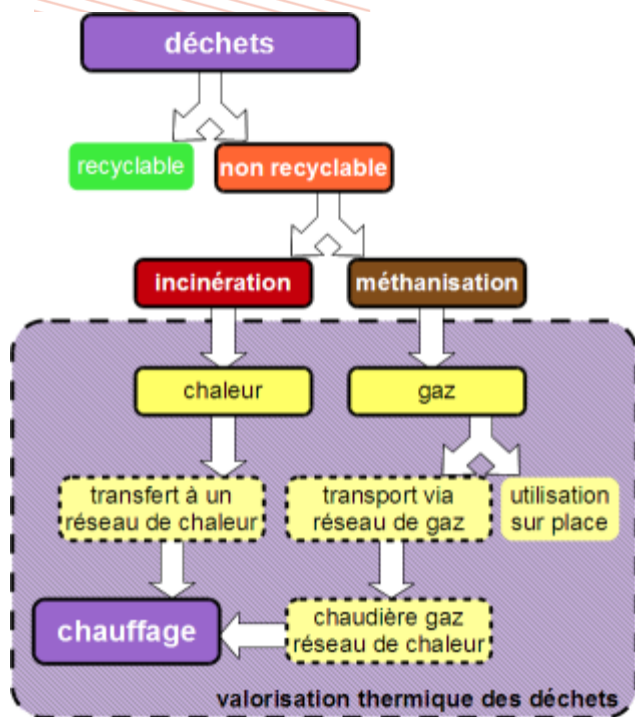 déchets
recyclable
non recyclable
incinération
méthanisation
chaleur
gaz
transfert à un
réseau de chaleur
transport via
réseau de gaz
utilisation
sur place
chauffage
chaudière gaz
réseau de chaleur
valorisation thermique des déchets